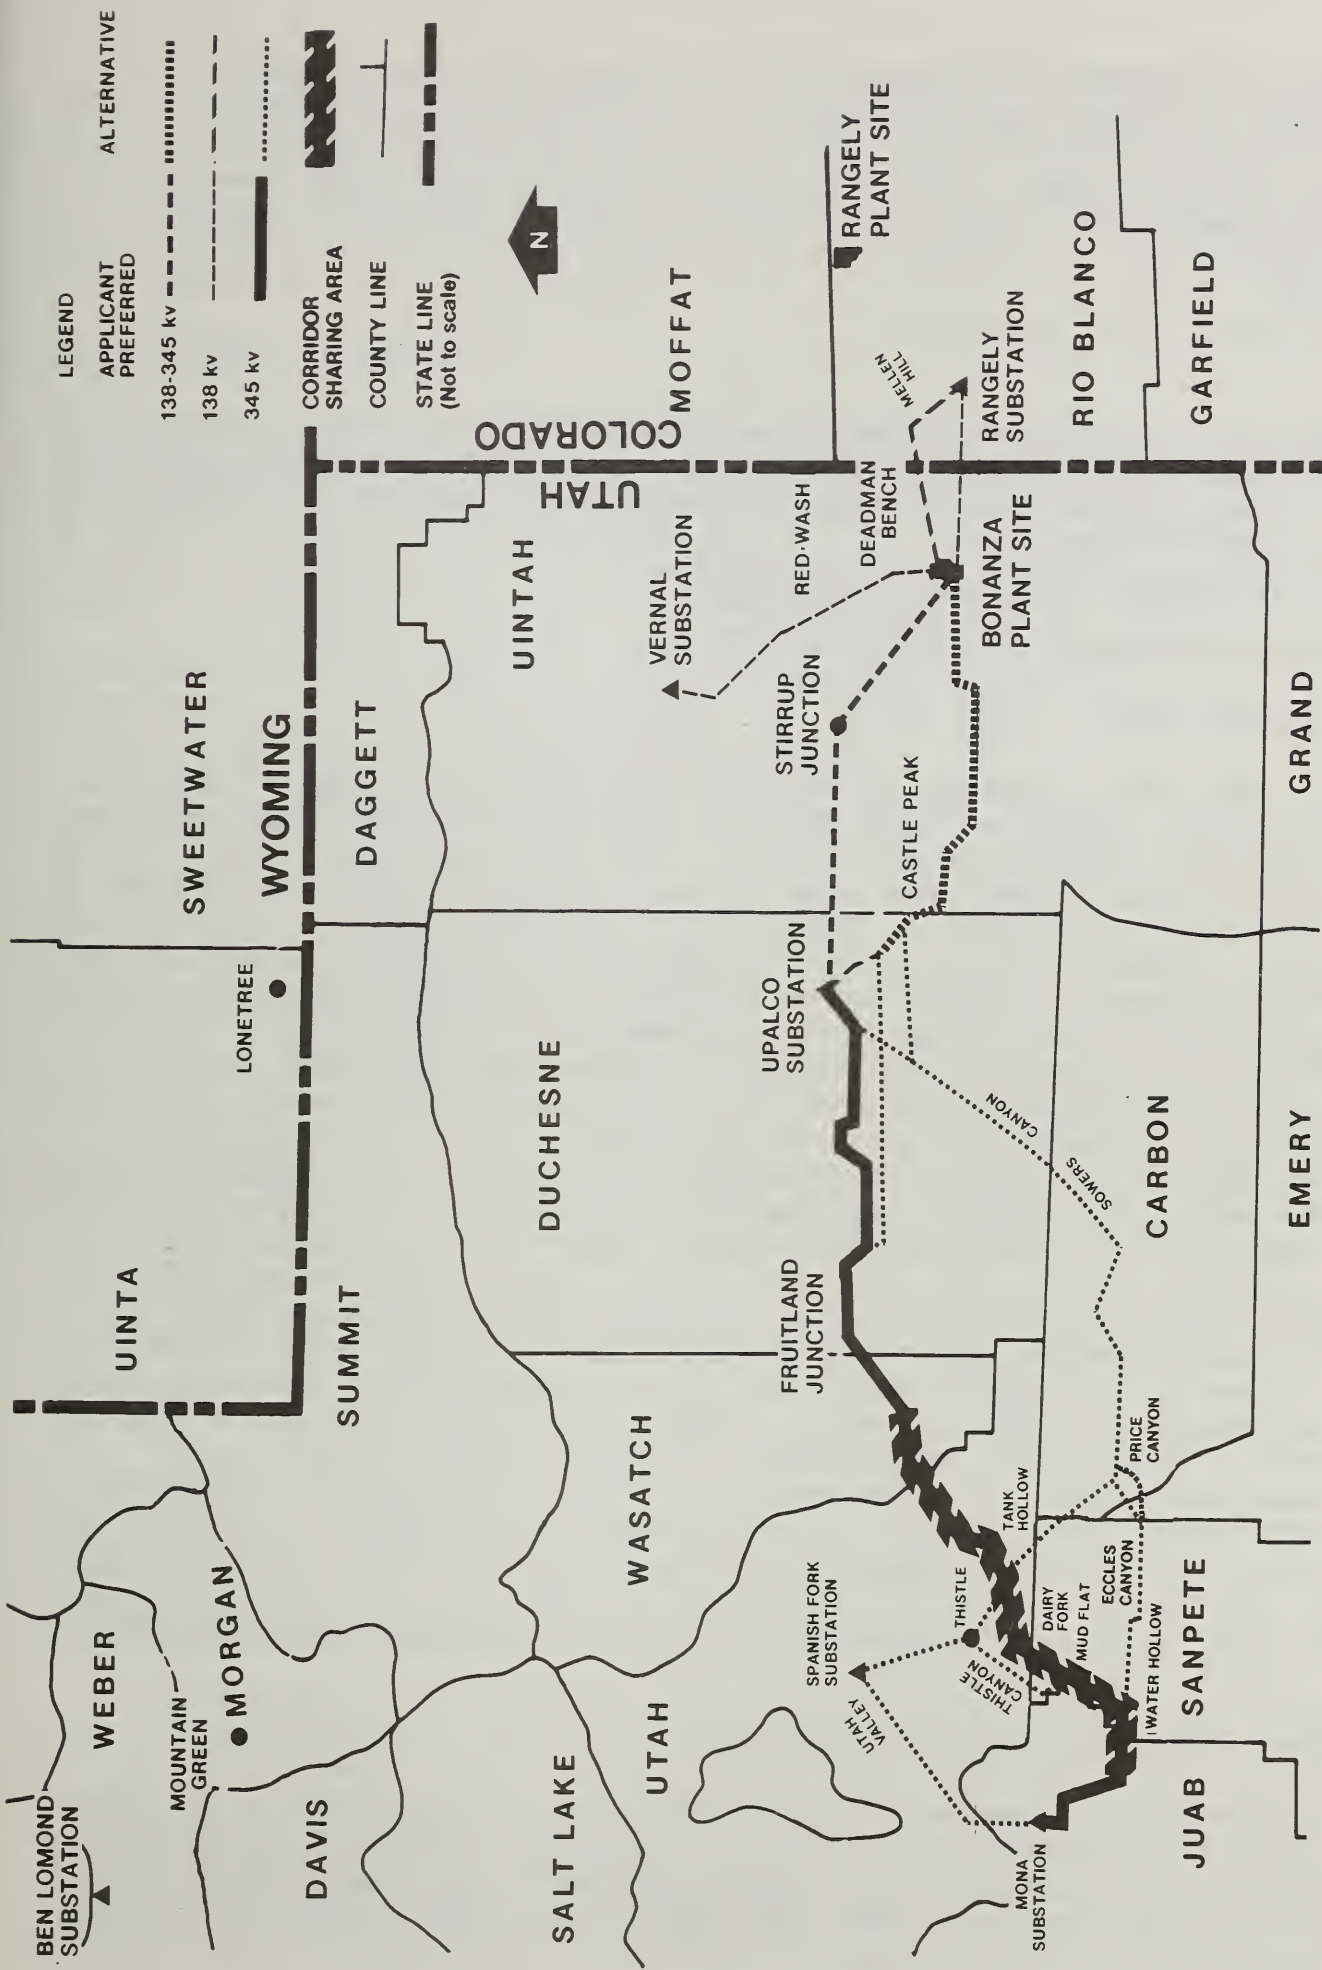 LEGEND
APPLICANT
PREFERRED
ALTERNATIVE
138-345 kv
138 kv
345 kv
CORRIDOR
SHARING AREA
COUNTY LINE
STATE LINE
(Not to scale)
N
BEN LOMOND
SUBSTATION
WEBER
MOUNTAIN
GREEN
MORGAN
DAVIS
SALT LAKE
UINTA
SUMMIT
LONETREE
SWEETWATER
WYOMING
DAGGETT
UTAH
COLORADO
MOFFAT
UINTAH
VERNAL
SUBSTATION
RED-WASH
DEADMAN
BENCH
STIRRUP
JUNCTION
BONANZA
PLANT SITE
MELLEN
HILL
RANGELY
SUBSTATION
RANGELY
PLANT SITE
RIO BLANCO
GARFIELD
CASTLE PEAK
UPALCO
SUBSTATION
DUCHESNE
FRUITLAND
JUNCTION
WASATCH
UTAH
SPANISH FORK
SUBSTATION
UTAH
VALLEY
THISTLE
THISTLE
CANYON
TANK
HOLLOW
DAIRY
FORK
MUD FLAT
ECCLES
CANYON
WATER HOLLOW
PRICE
CANYON
SOWERS
CANYON
CARBON
MONA
SUBSTATION
JUAB
SANPETE
EMERY
GRAND